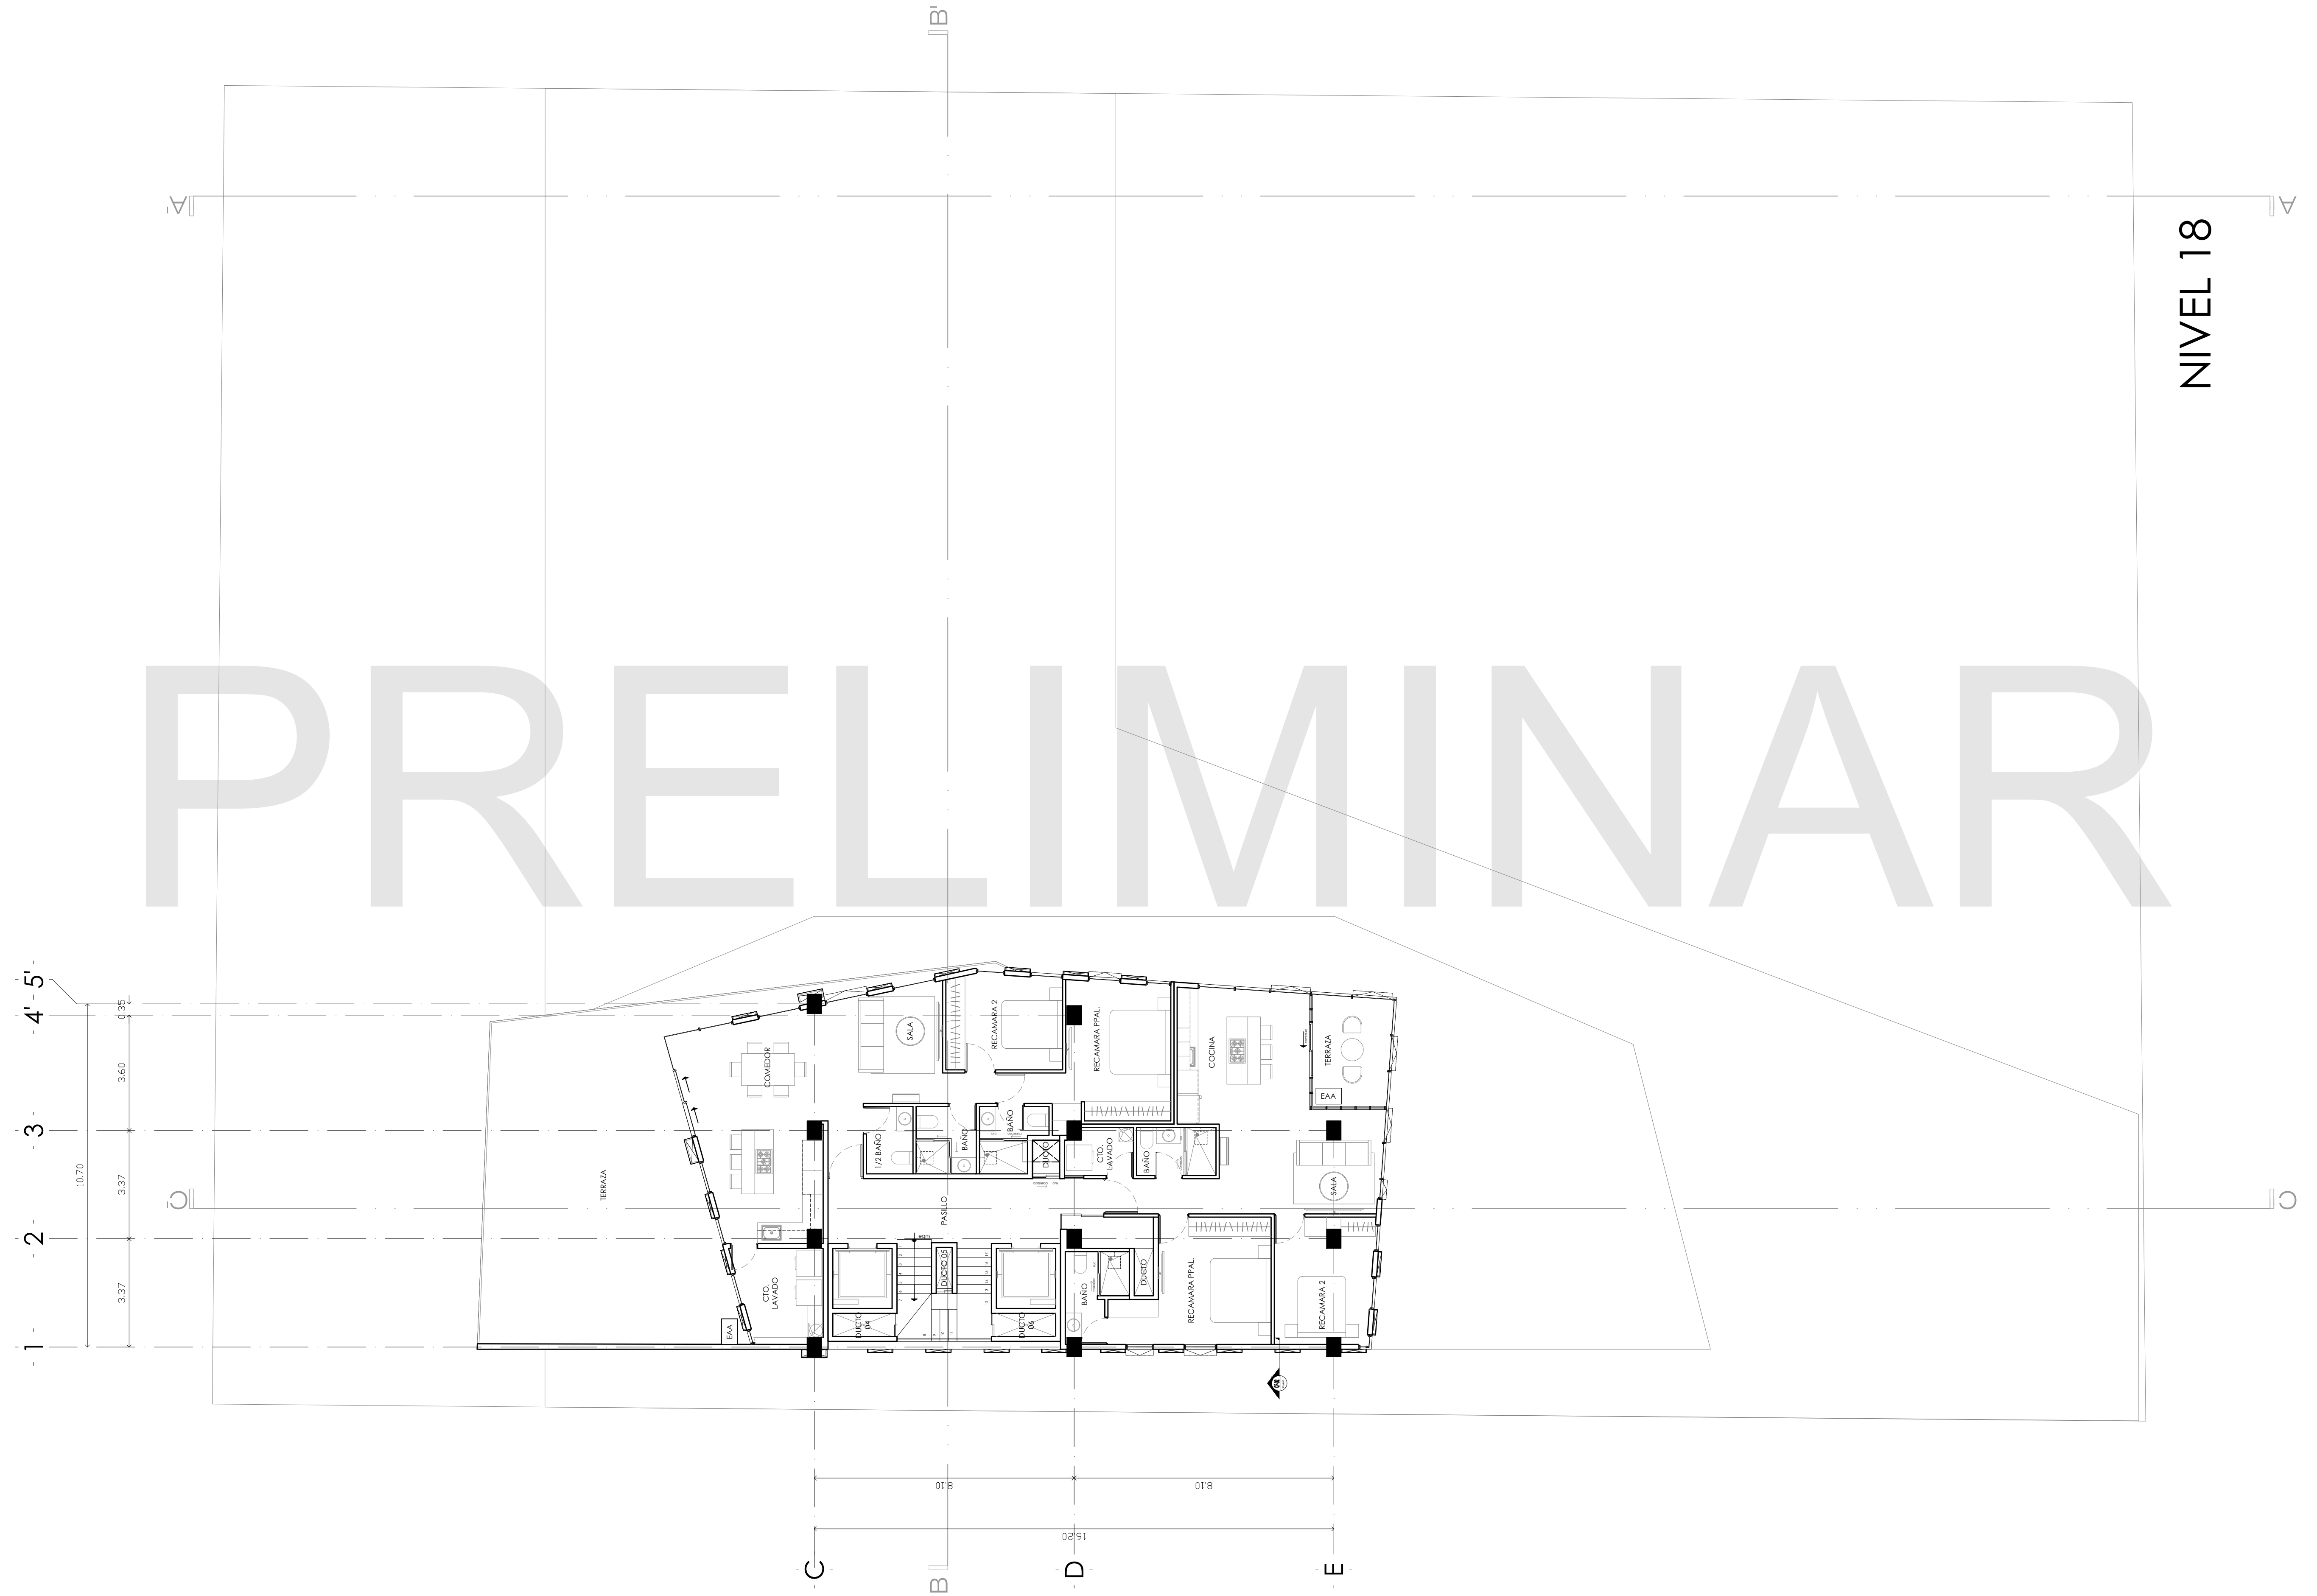 B'
A'
A
NIVEL 18
PRELIMINAR
5'
4'
3
2
1
0.35
3.60
3.37
3.37
10.70
C'
C
COMEDOR
SALA
RECAMARA 2
RECAMARA PPAL.
COCINA
TERRAZA
EAA
TERRAZA
1/2 BAÑO
BAÑO
BAÑO
DUCTO
CTO.
LAVADO
BAÑO
SALA
PASILLO
SUBE
CTO.
LAVADO
EAA
DUCTO
04
DUCTO 05
DUCTO
06
BAÑO
DUCTO
RECAMARA PPAL.
RECAMARA 2
8.10
8.10
16.20
C
B
D
E